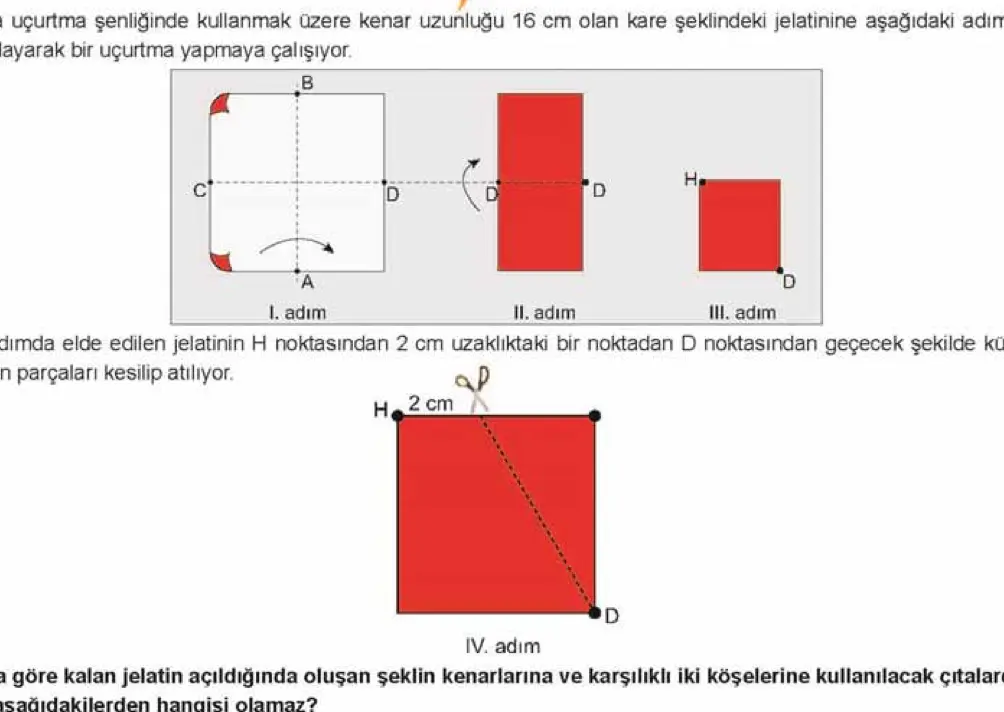 a uçurtma şenliğinde kullanmak üzere kenar uzunluğu 16 cm olan kare şeklindeki jelatinine aşağıdaki adım
layarak bir uçurtma yapmaya çalışıyor.
B
C D D D H
A D
I. adım II. adım III. adım
dımda elde edilen jelatinin H noktasından 2 cm uzaklıktaki bir noktadan D noktasından geçecek şekilde kü
n parçaları kesilip atılıyor.
H 2 cm
D
IV. adım
a göre kalan jelatin açıldığında oluşan şeklin kenarlarına ve karşılıklı iki köşelerine kullanılacak çıtalar
aşağıdakilerden hangisi olamaz?